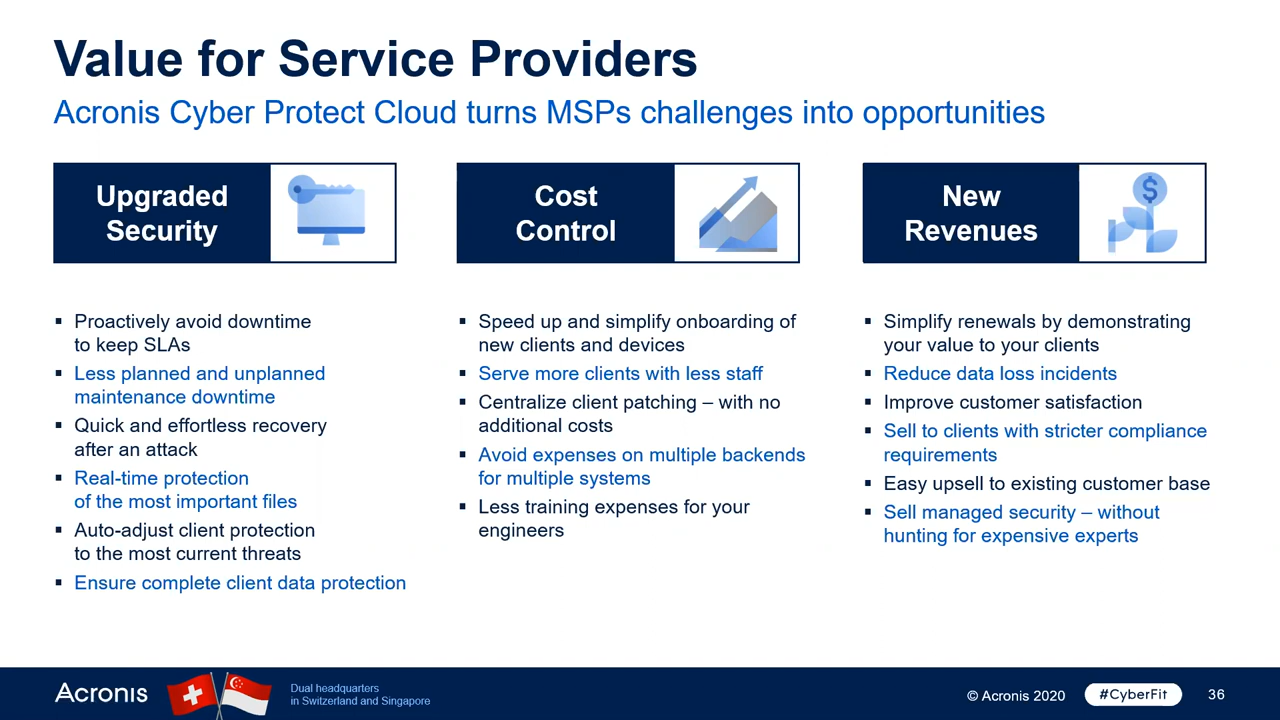 Value for Service Providers
Acronis Cyber Protect Cloud turns MSPs challenges into opportunities
Upgraded
Security
▪ Proactively avoid downtime
to keep SLAs
▪ Less planned and unplanned
maintenance downtime
▪ Quick and effortless recovery
after an attack
▪ Real-time protection
of the most important files
▪ Auto-adjust client protection
to the most current threats
▪ Ensure complete client data protection
Cost
Control
▪ Speed up and simplify onboarding of
new clients and devices
▪ Serve more clients with less staff
▪ Centralize client patching – with no
additional costs
▪ Avoid expenses on multiple backends
for multiple systems
▪ Less training expenses for your
engineers
New
Revenues
$
▪ Simplify renewals by demonstrating
your value to your clients
▪ Reduce data loss incidents
▪ Improve customer satisfaction
▪ Sell to clients with stricter compliance
requirements
▪ Easy upsell to existing customer base
▪ Sell managed security – without
hunting for expensive experts
Acronis
Dual headquarters
in Switzerland and Singapore
© Acronis 2020
#CyberFit
36